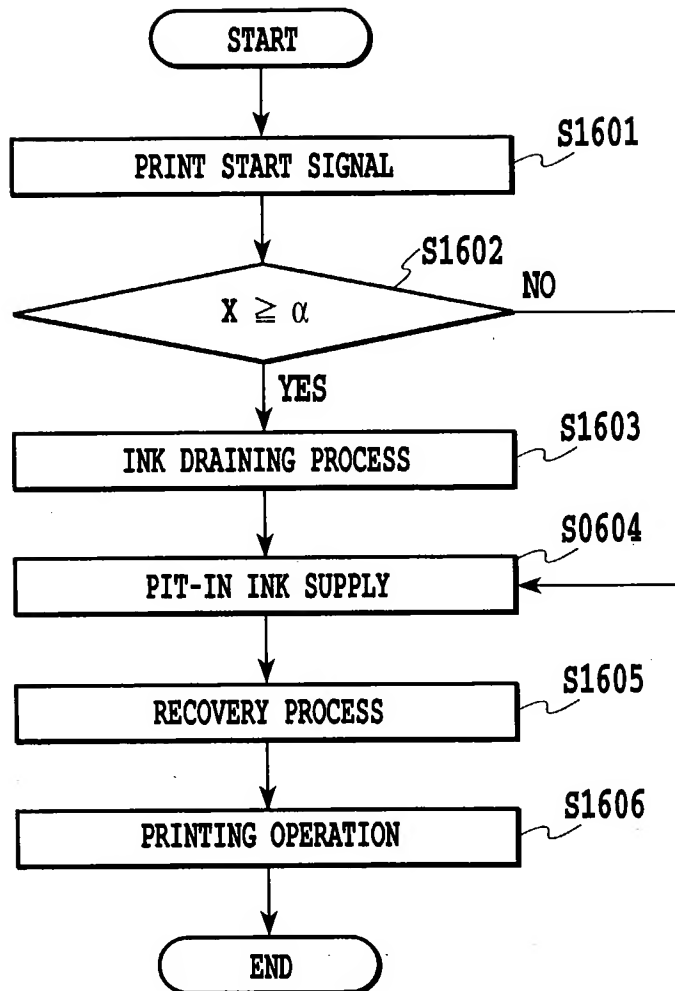 START
S1601
PRINT START SIGNAL
S1602
X ≧ α
NO
YES
S1603
INK DRAINING PROCESS
S0604
PIT-IN INK SUPPLY
S1605
RECOVERY PROCESS
S1606
PRINTING OPERATION
END